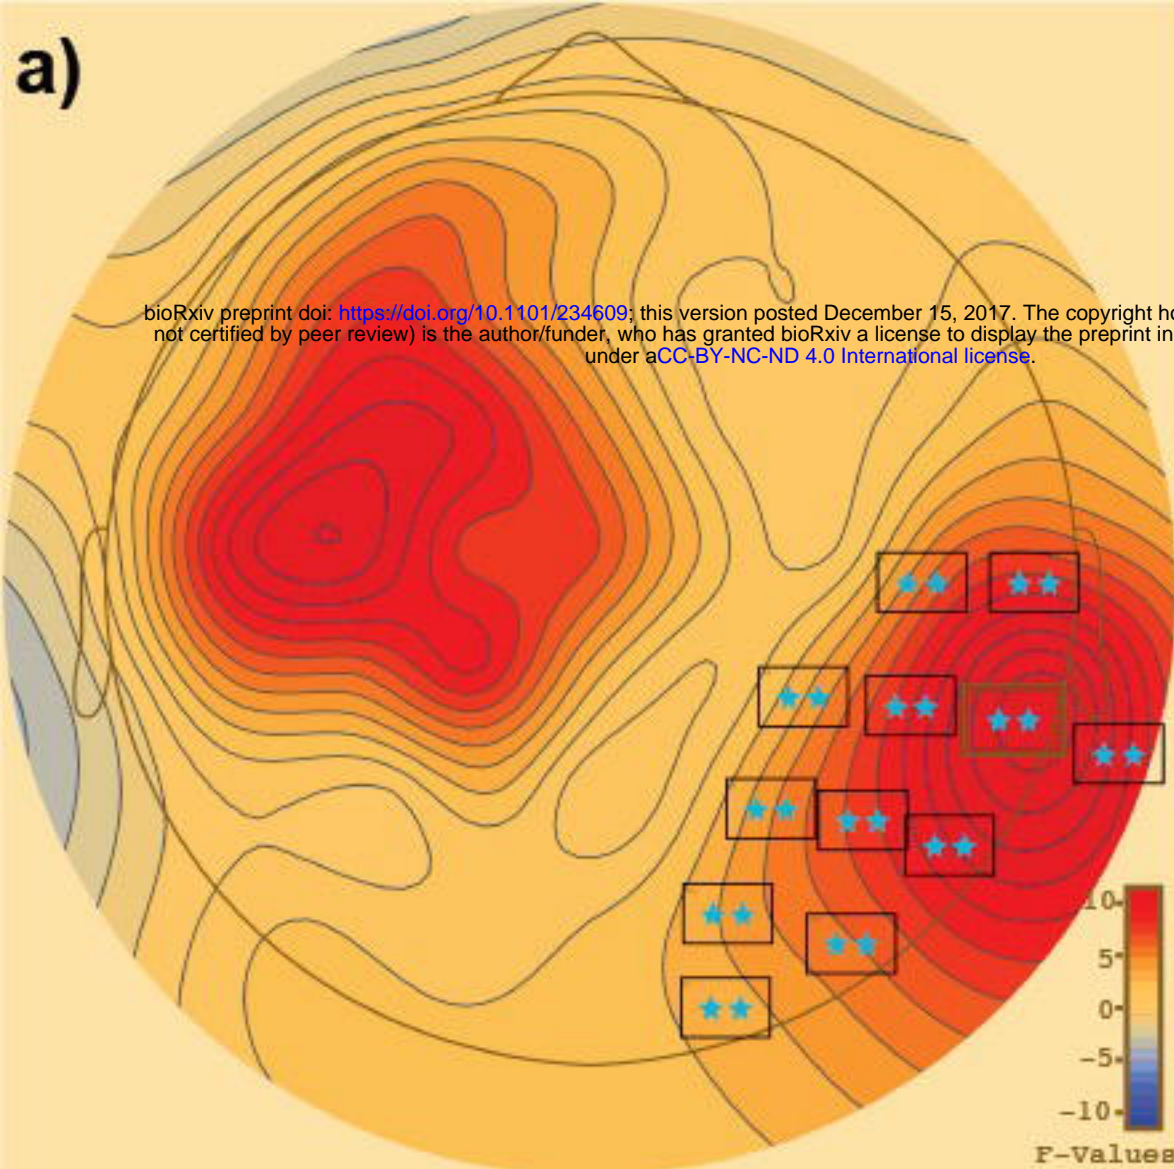 a)
bioRxiv preprint doi: https://doi.org/10.1101/234609; this version posted December 15, 2017. The copyright ho
not certified by peer review) is the author/funder, who has granted bioRxiv a license to display the preprint in
under aCC-BY-NC-ND 4.0 International license.
10
5
0
-5
-10
F-Values